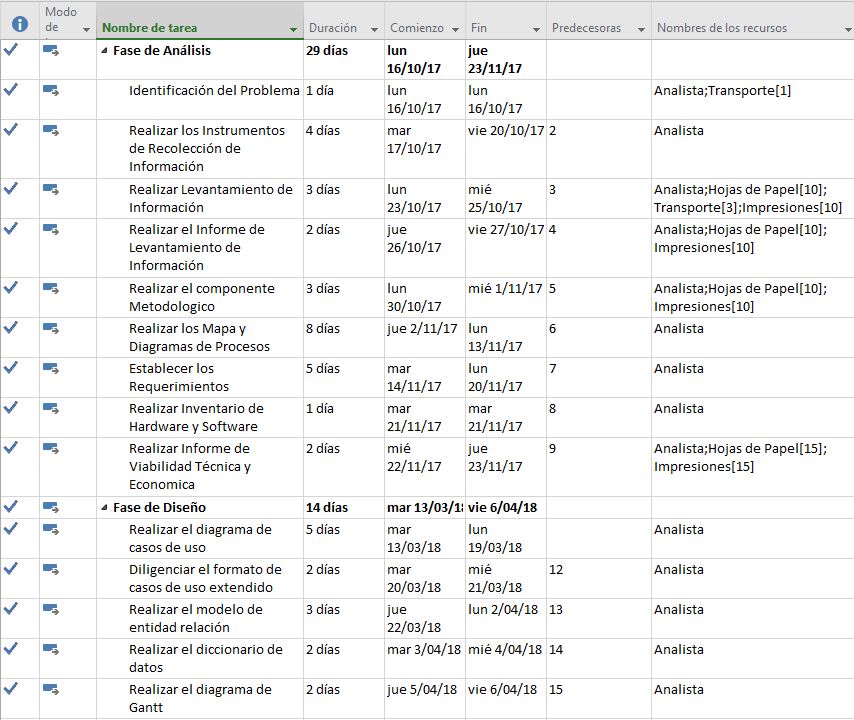 Modo de
Nombre de tarea Duración Comienzo Fin Predecesoras Nombres de los recursos
Fase de Análisis 29 días lun 16/10/17 jue 23/11/17
Identificación del Problema 1 día lun 16/10/17 lun 16/10/17 Analista;Transporte[1]
Realizar los Instrumentos de Recolección de Información 4 días mar 17/10/17 vie 20/10/17 2 Analista
Realizar Levantamiento de Información 3 días lun 23/10/17 mié 25/10/17 3 Analista;Hojas de Papel[10]; Transporte[3];Impresiones[10]
Realizar el Informe de Levantamiento de Información 2 días jue 26/10/17 vie 27/10/17 4 Analista;Hojas de Papel[10]; Impresiones[10]
Realizar el componente Metodologico 3 días lun 30/10/17 mié 1/11/17 5 Analista;Hojas de Papel[10]; Impresiones[10]
Realizar los Mapa y Diagramas de Procesos 8 días jue 2/11/17 lun 13/11/17 6 Analista
Establecer los Requerimientos 5 días mar 14/11/17 lun 20/11/17 7 Analista
Realizar Inventario de Hardware y Software 1 día mar 21/11/17 mar 21/11/17 8 Analista
Realizar Informe de Viabilidad Técnica y Economica 2 días mié 22/11/17 jue 23/11/17 9 Analista;Hojas de Papel[15]; Impresiones[15]
Fase de Diseño 14 días mar 13/03/18 vie 6/04/18
Realizar el diagrama de casos de uso 5 días mar 13/03/18 lun 19/03/18 Analista
Diligenciar el formato de casos de uso extendido 2 días mar 20/03/18 mié 21/03/18 12 Analista
Realizar el modelo de entidad relación 3 días jue 22/03/18 lun 2/04/18 13 Analista
Realizar el diccionario de datos 2 días mar 3/04/18 mié 4/04/18 14 Analista
Realizar el diagrama de Gantt 2 días jue 5/04/18 vie 6/04/18 15 Analista